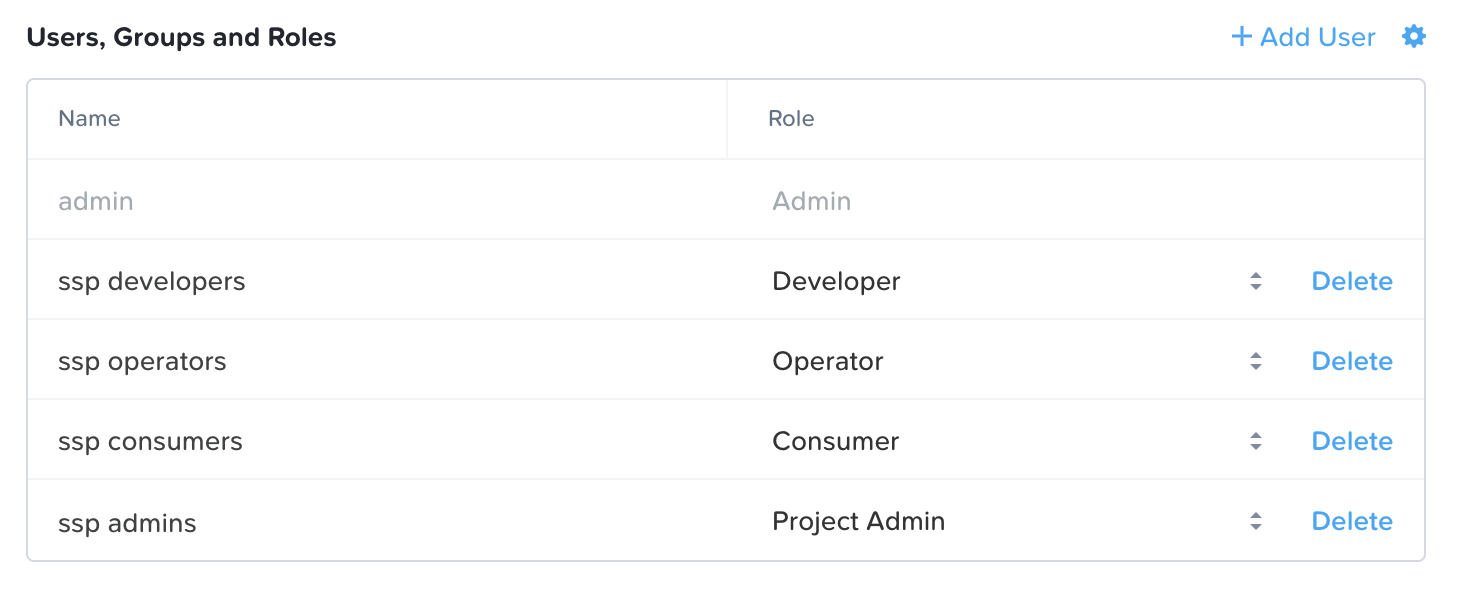 Users, Groups and Roles + Add User
Name Role
admin Admin
ssp developers Developer Delete
ssp operators Operator Delete
ssp consumers Consumer Delete
ssp admins Project Admin Delete